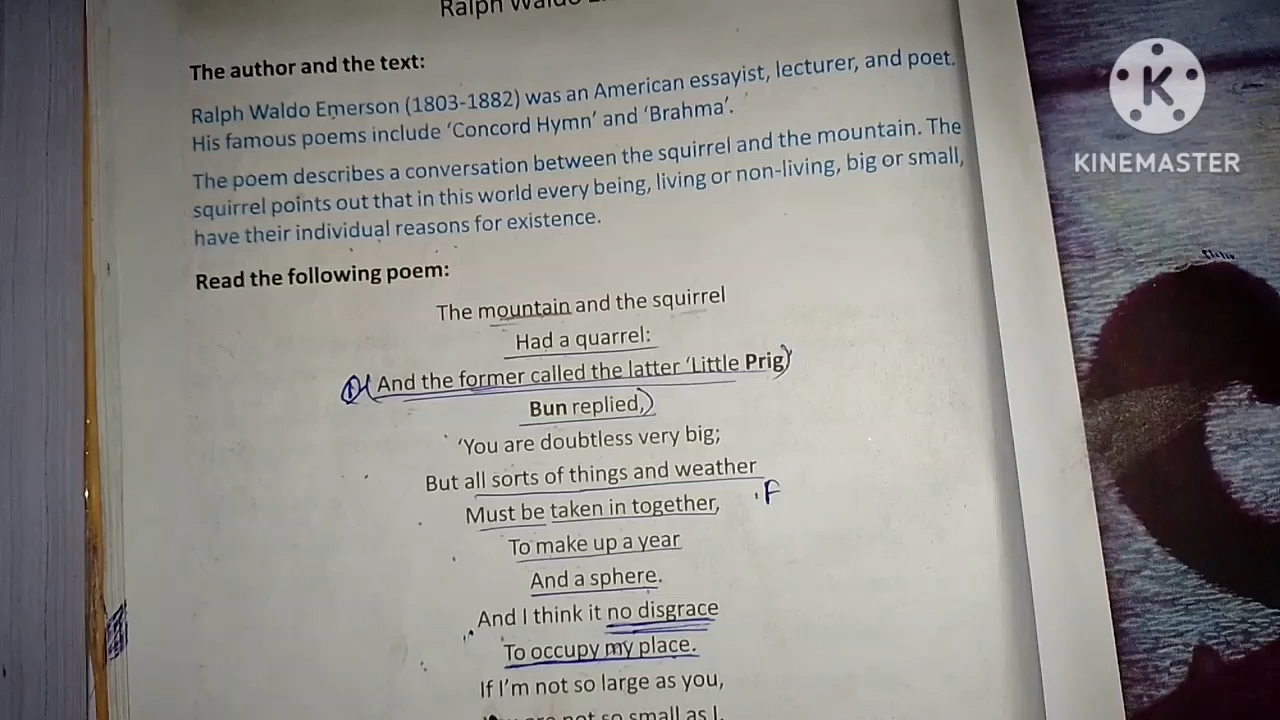 Ralph Waldo
The author and the text:
Ralph Waldo Emerson (1803-1882) was an American essayist, lecturer, and poet.
His famous poems include ‘Concord Hymn’ and ‘Brahma’.
The poem describes a conversation between the squirrel and the mountain. The
squirrel points out that in this world every being, living or non-living, big or small,
have their individual reasons for existence.
Read the following poem:
The mountain and the squirrel
Had a quarrel:
And the former called the latter ‘Little Prig’
Bun replied,
‘You are doubtless very big;
But all sorts of things and weather
Must be taken in together,
F
To make up a year
And a sphere.
And I think it no disgrace
To occupy my place.
If I’m not so large as you,
not so small as I,
K
KINEMASTER